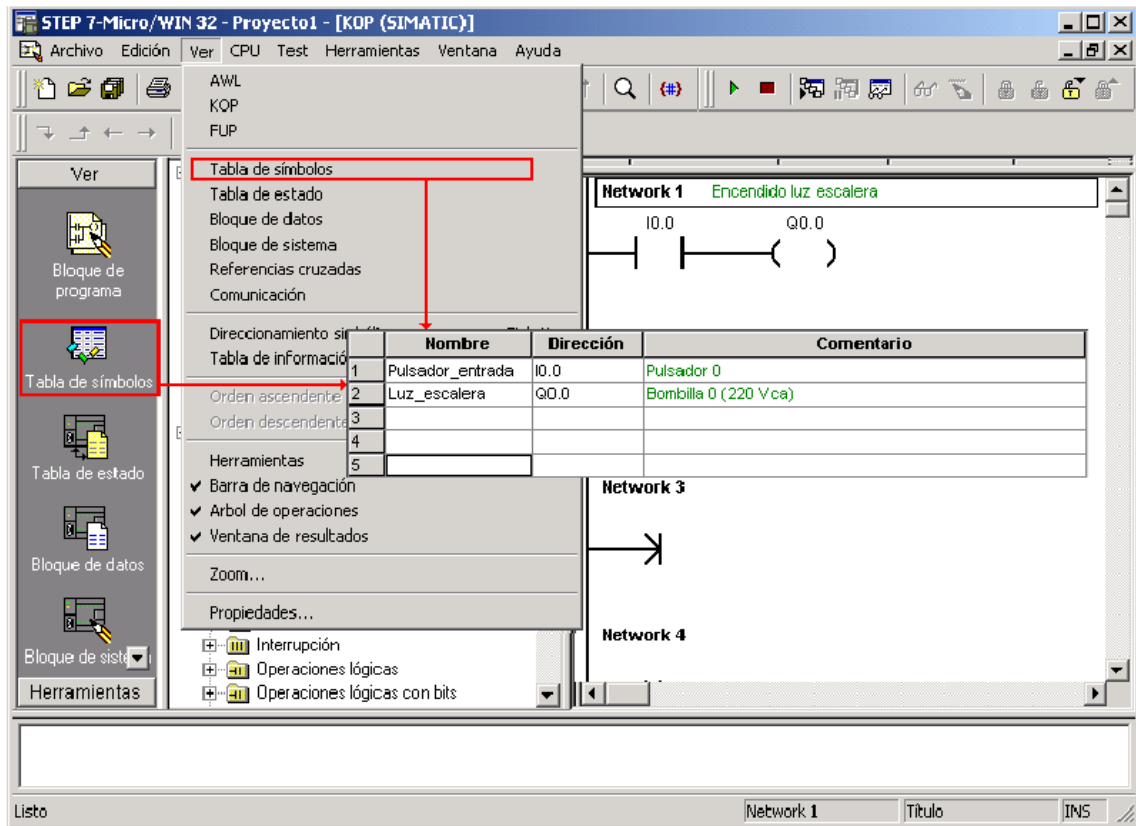 STEP 7-Micro/WIN 32 - Proyecto1 - [KOP (SIMATIC)]
Archivo Edición Ver CPU Test Herramientas Ventana Ayuda
AWL
KOP
FUP
Tabla de símbolos
Tabla de estado
Bloque de datos
Bloque de sistema
Referencias cruzadas
Comunicación
Direccionamiento
Tabla de
Orden ascendente
Orden descendente
Herramientas
Barra de navegación
Arbol de operaciones
Ventana de resultados
Zoom...
Propiedades...
Ver
Bloque de
programa
Tabla de símbolos
Tabla de estado
Bloque de datos
Bloque de
Herramientas
Interrupción
Operaciones lógicas
Operaciones lógicas con bits
Network 1 Encendido luz escalera
I0.0 Q0.0
Nombre Dirección Comentario
1 Pulsador_entrada I0.0 Pulsador 0
2 Luz_escalera Q0.0 Bombilla 0 (220 Vca)
3
4
5
Network 3
Network 4
Listo Network 1 Título INS